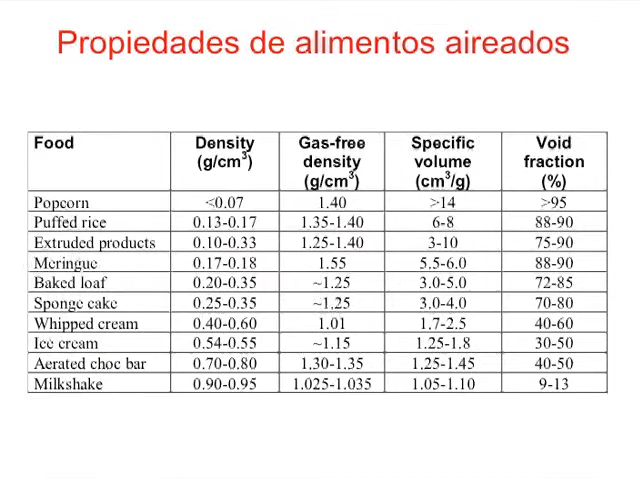 Propiedades de alimentos aireados
Food Density (g/cm³) Gas-free density (g/cm³) Specific volume (cm³/g) Void fraction (%)
Popcorn <0.07 1.40 >14 >95
Puffed rice 0.13-0.17 1.35-1.40 6-8 88-90
Extruded products 0.10-0.33 1.25-1.40 3-10 75-90
Meringue 0.17-0.18 1.55 5.5-6.0 88-90
Baked loaf 0.20-0.35 ~1.25 3.0-5.0 72-85
Sponge cake 0.25-0.35 ~1.25 3.0-4.0 70-80
Whipped cream 0.40-0.60 1.01 1.7-2.5 40-60
Ice cream 0.54-0.55 ~1.15 1.25-1.8 30-50
Aerated choc bar 0.70-0.80 1.30-1.35 1.25-1.45 40-50
Milkshake 0.90-0.95 1.025-1.035 1.05-1.10 9-13